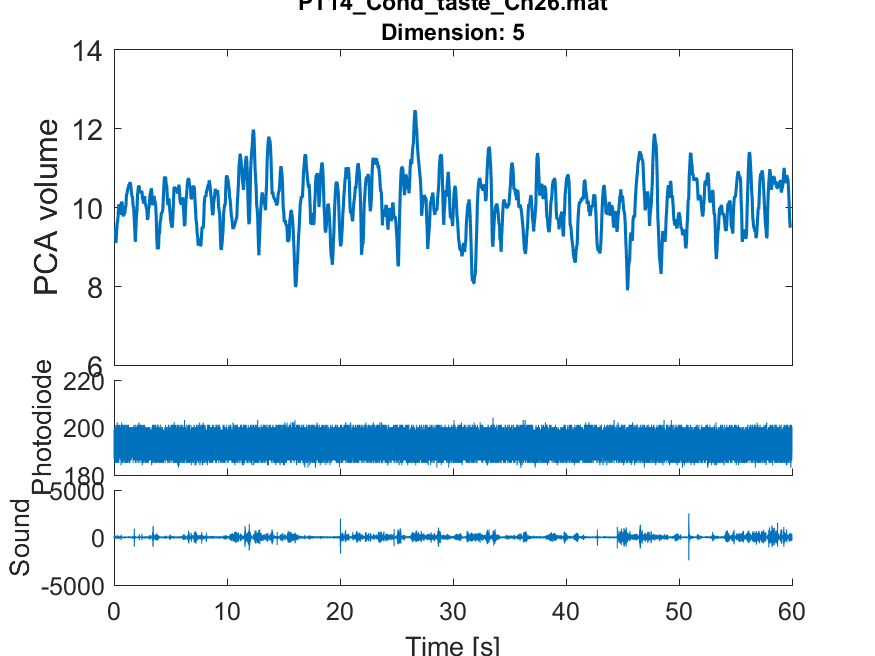 PT14_Cond_taste_Ch26.mat
Dimension: 5
14
12
10
8
6
PCA volume
220
200
180
Photodiode
5000
0
-5000
Sound
0 10 20 30 40 50 60
Time [s]